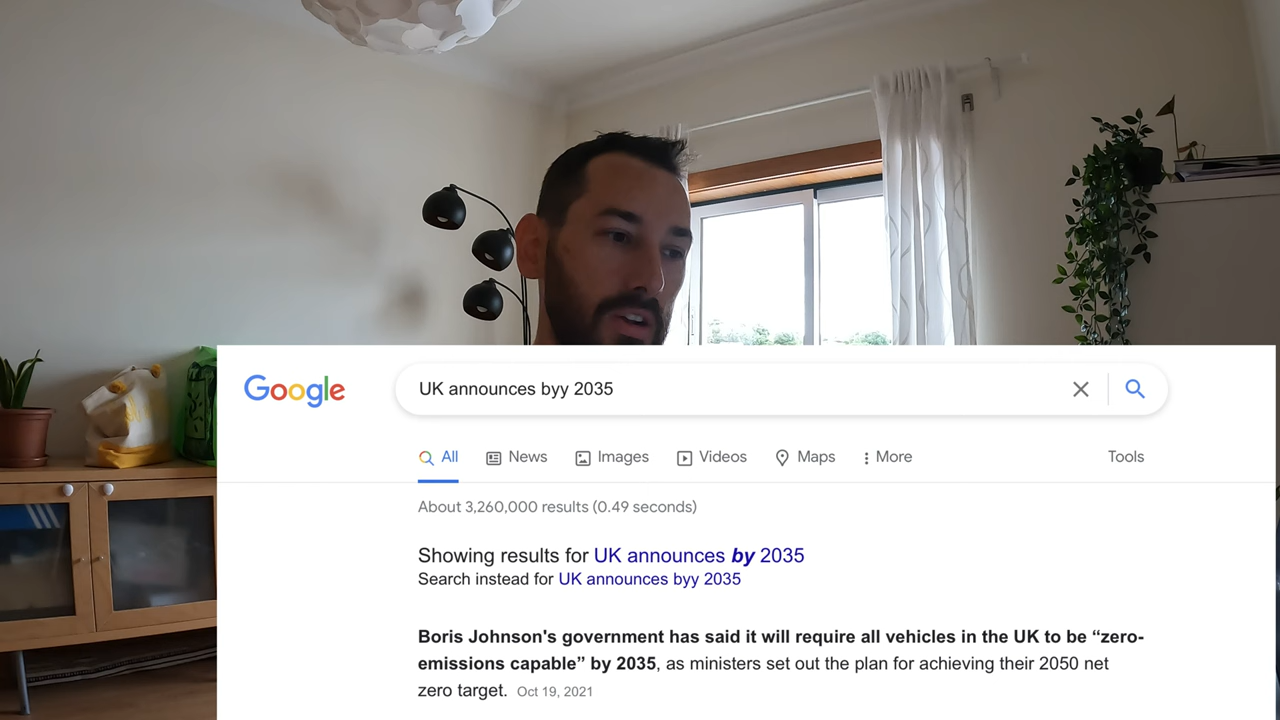 Google
UK announces byy 2035
All
News
Images
Videos
Maps
More
Tools
About 3,260,000 results (0.49 seconds)
Showing results for UK announces by 2035
Search instead for UK announces byy 2035
Boris Johnson's government has said it will require all vehicles in the UK to be “zero-
emissions capable” by 2035, as ministers set out the plan for achieving their 2050 net
zero target. Oct 19, 2021